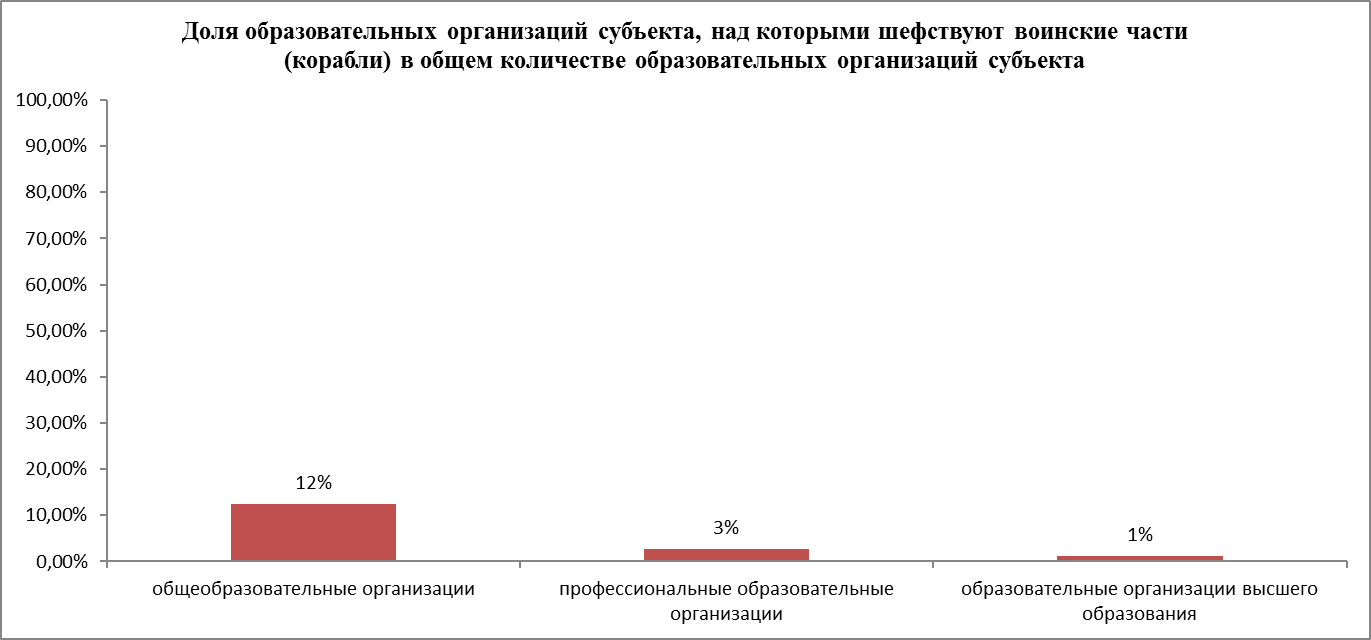 Доля образовательных организаций субъекта, над которыми шефствуют воинские части
(корабли) в общем количестве образовательных организаций субъекта
100,00%
90,00%
80,00%
70,00%
60,00%
50,00%
40,00%
30,00%
20,00%
10,00%
0,00%
12%
3%
1%
общеобразовательные организации
профессиональные образовательные
организации
образовательные организации высшего
образования